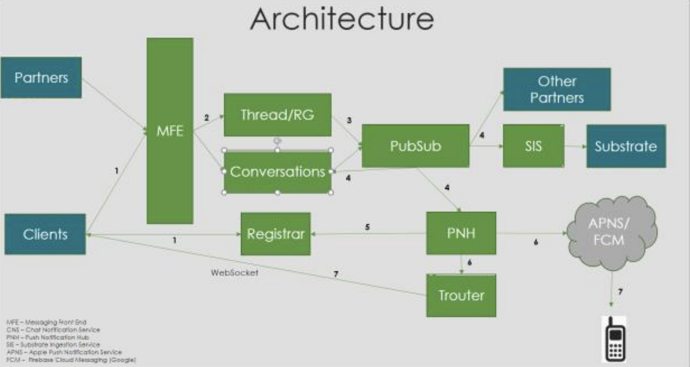 Architecture
Partners
MFE
Thread/RG
Conversations
PubSub
Other
Partners
SIS
Substrate
Clients
Registrar
PNH
APNS/
FCM
Trouter
WebSocket
1
2
3
4
4
4
1
5
6
6
7
7
MFE – Messaging Front End
CNS – Chat Notification Service
PNH – Push Notification Hub
SIS – Substrate Ingestion Service
APNS – Apple Push Notification Service
FCM – Firebase Cloud Messaging (Google)